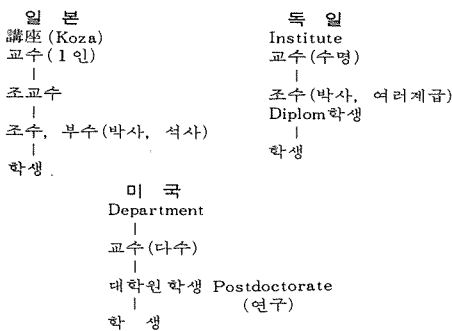 일 본
講座 (Koza)
교수 (1 인)
조교수
조수, 부수 (박사, 석사)
학생
독 일
Institute
교수 (수명)
조수 (박사, 여러계급)
Diplom학생
학생
미 국
Department
교수 (다수)
대학원 학생 Postdoctorate
(연구)
학 생